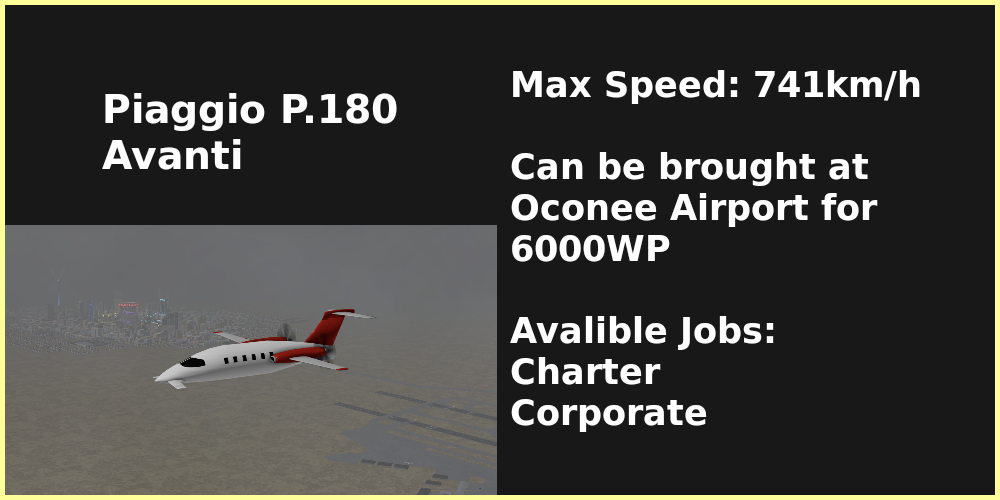 Piaggio P.180
Avanti
Max Speed: 741km/h
Can be brought at
Oconee Airport for
6000WP
Avalible Jobs:
Charter
Corporate